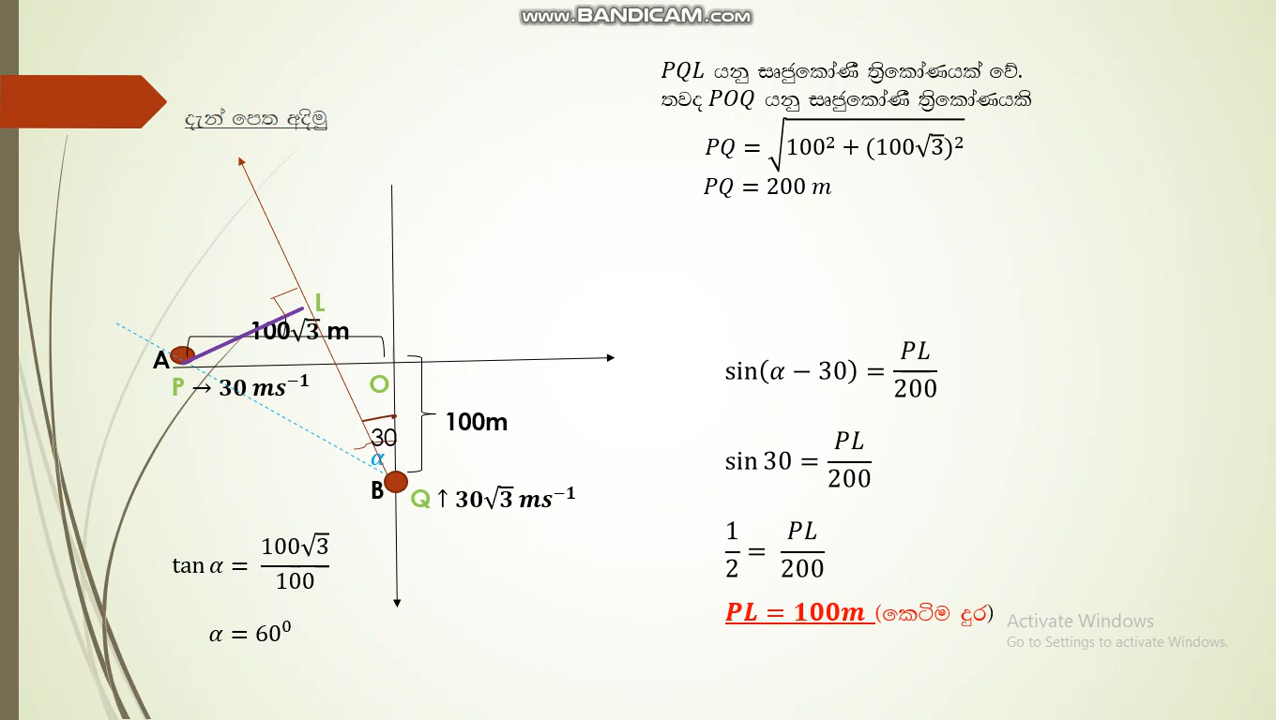 www.BANDICAM.com
PQL යනු සෘජුකෝණී ත්‍රිකෝණයක් වේ.
තවද POQ යනු සෘජුකෝණී ත්‍රිකෝණයකි
දැන් පෙත අදිමු
PQ = √(100² + (100√3)²)
PQ = 200 m
L
100√3 m
A
P → 30 ms⁻¹
O
100m
30
α
B
Q ↑ 30√3 ms⁻¹
tan α = 100√3/100
α = 60⁰
sin(α − 30) = PL/200
sin 30 = PL/200
1/2 = PL/200
PL = 100m (කෙටිම දුර)
Activate Windows
Go to Settings to activate Windows.